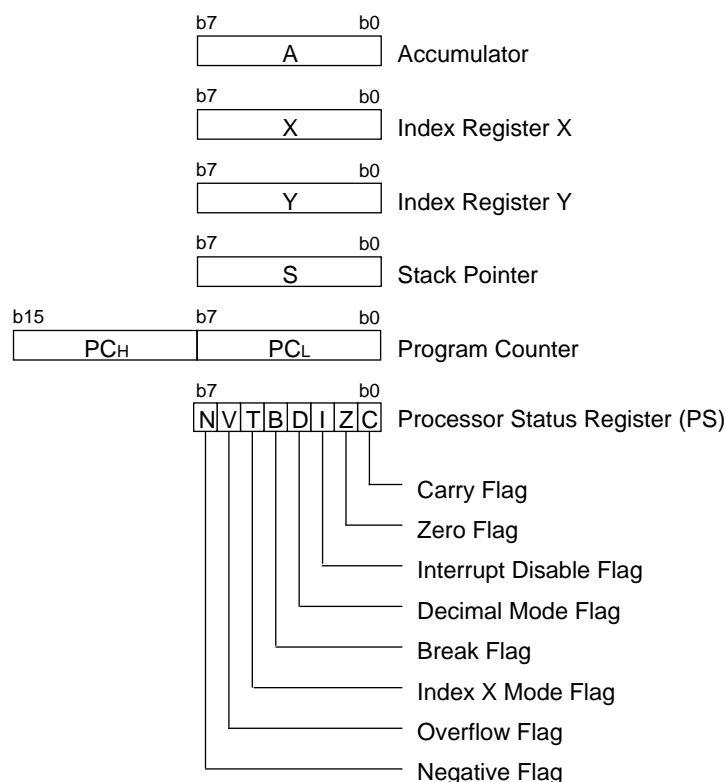 b7 b0
A Accumulator
b7 b0
X Index Register X
b7 b0
Y Index Register Y
b7 b0
S Stack Pointer
b15 b7 b0
PCH PCL Program Counter
b7 b0
N V T B D I Z C Processor Status Register (PS)
Carry Flag
Zero Flag
Interrupt Disable Flag
Decimal Mode Flag
Break Flag
Index X Mode Flag
Overflow Flag
Negative Flag